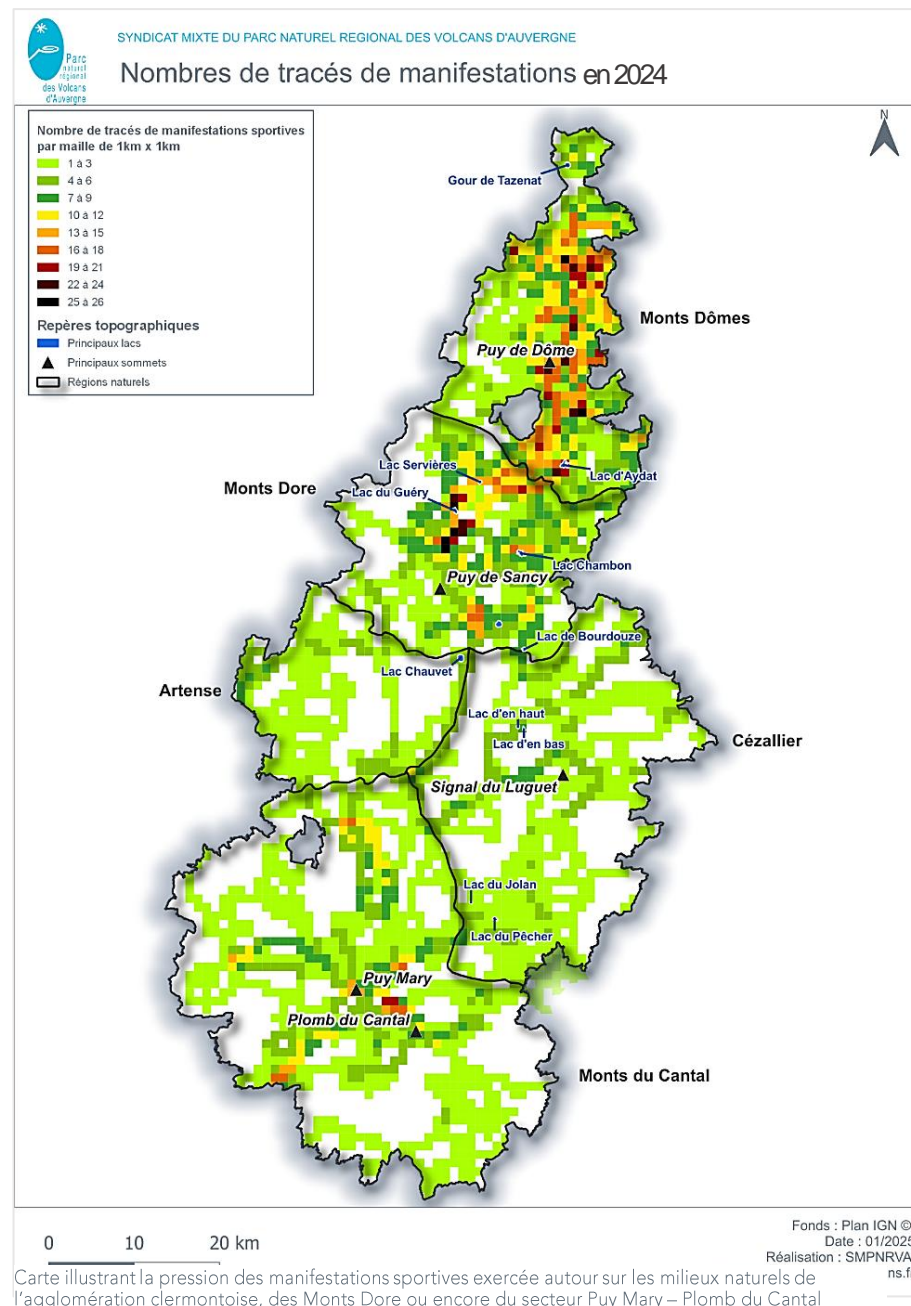 Parc
naturel
régional
des Volcans
d'Auvergne
SYNDICAT MIXTE DU PARC NATUREL REGIONAL DES VOLCANS D'AUVERGNE
Nombres de tracés de manifestations en 2024
Nombre de tracés de manifestations sportives
par maille de 1km x 1km
1 à 3
4 à 6
7 à 9
10 à 12
13 à 15
16 à 18
19 à 21
22 à 24
25 à 26
Repères topographiques
Principaux lacs
Principaux sommets
Régions naturels
N
Gour de Tazenat
Monts Dômes
Puy de Dôme
Lac Servières
Lac d'Aydat
Monts Dore
Lac du Guéry
Lac Chambon
Puy de Sancy
Lac de Bourdouze
Lac Chauvet
Artense
Lac d'en haut
Cézallier
Lac d'en bas
Signal du Luguet
Lac du Jolan
Lac du Pêcher
Puy Mary
Plomb du Cantal
Monts du Cantal
0 10 20 km
Fonds : Plan IGN ©
Date : 01/2025
Réalisation : SMPNRVA
ns.f
Carte illustrant la pression des manifestations sportives exercée autour sur les milieux naturels de
l'agglomération clermontoise, des Monts Dore ou encore du secteur Puy Mary – Plomb du Cantal